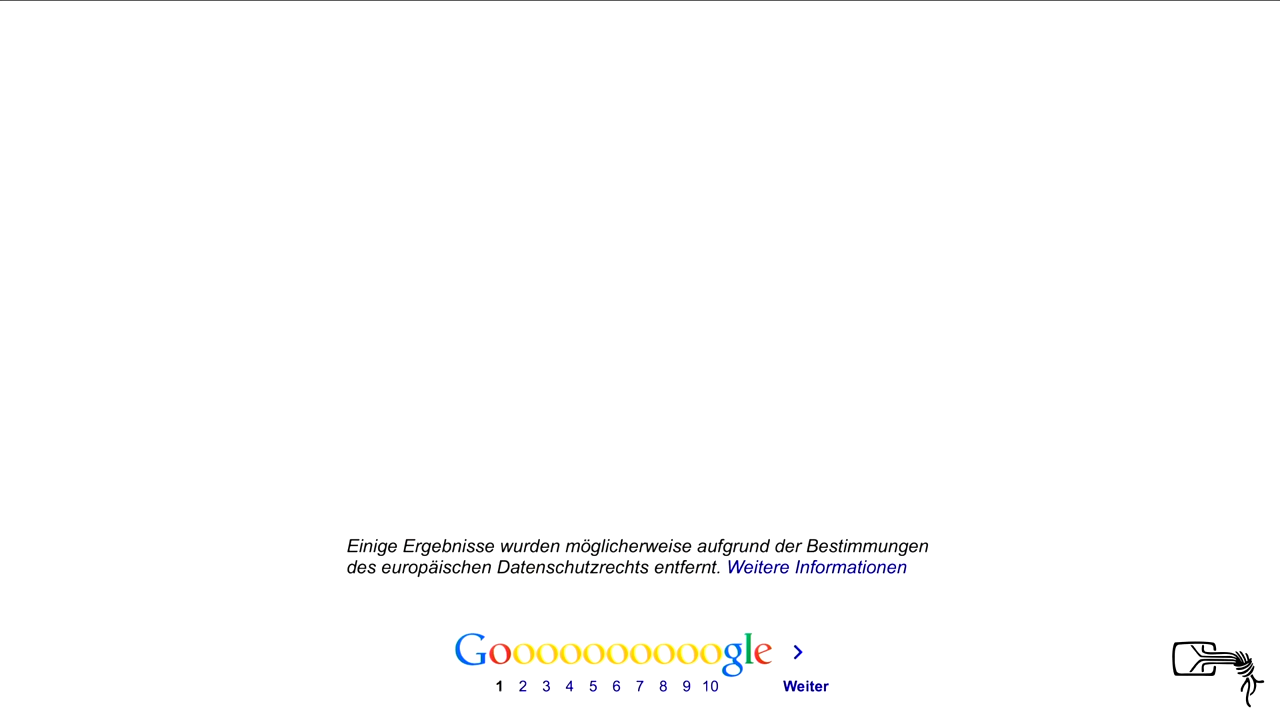 Einige Ergebnisse wurden möglicherweise aufgrund der Bestimmungen
des europäischen Datenschutzrechts entfernt. Weitere Informationen
Goooooooooogle >
1 2 3 4 5 6 7 8 9 10 Weiter